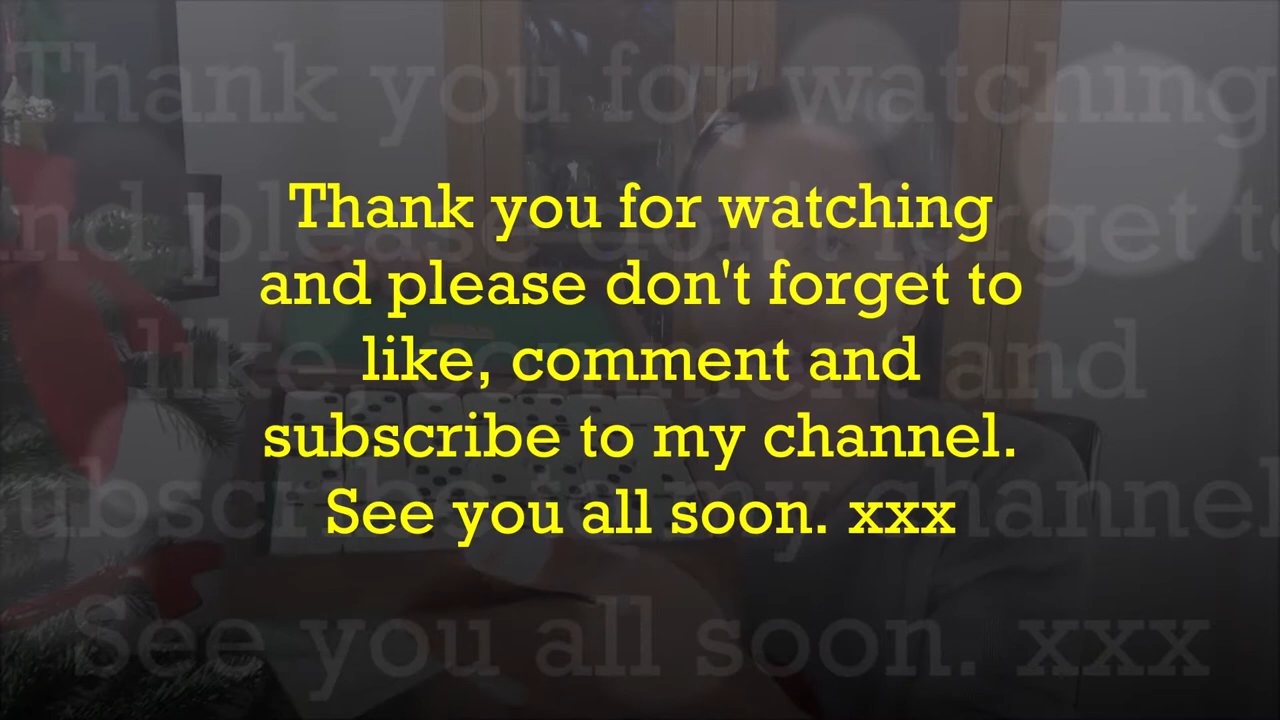 Thank you for watching
and please don't forget to
like, comment and
subscribe to my channel.
See you all soon. xxx